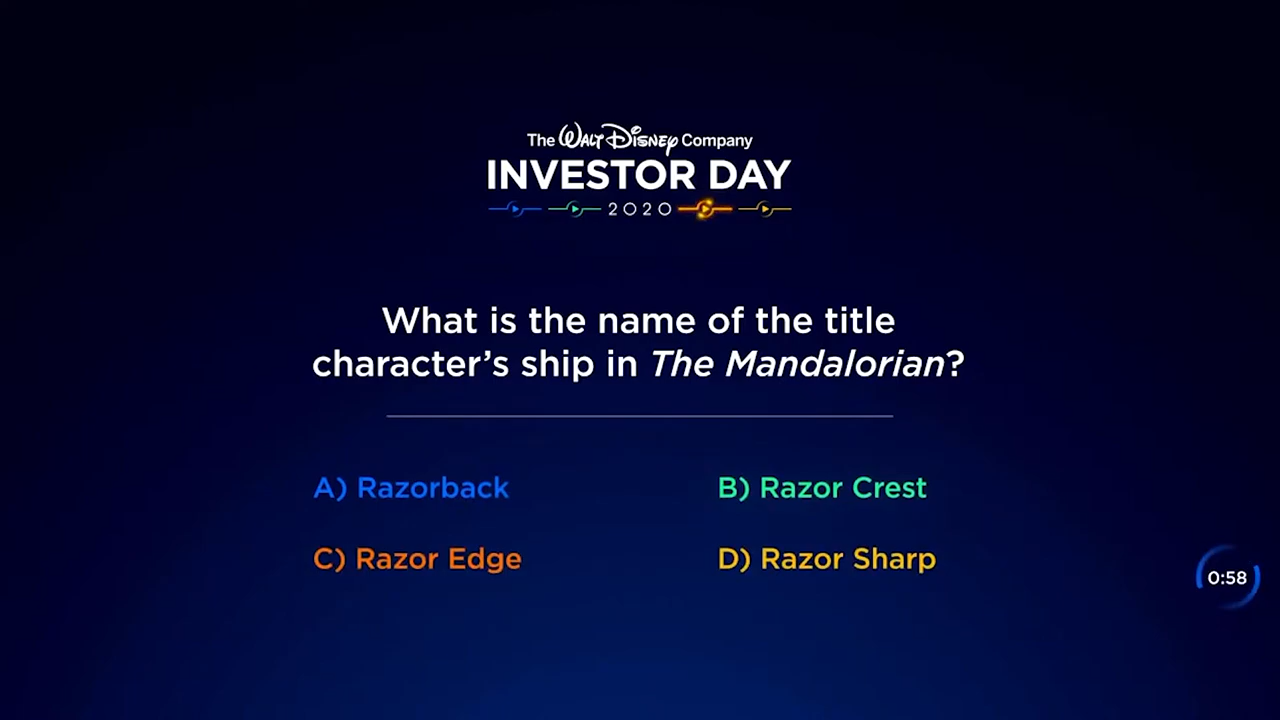 The Walt Disney Company
INVESTOR DAY
2020
What is the name of the title
character's ship in The Mandalorian?
A) Razorback
B) Razor Crest
C) Razor Edge
D) Razor Sharp
0:58